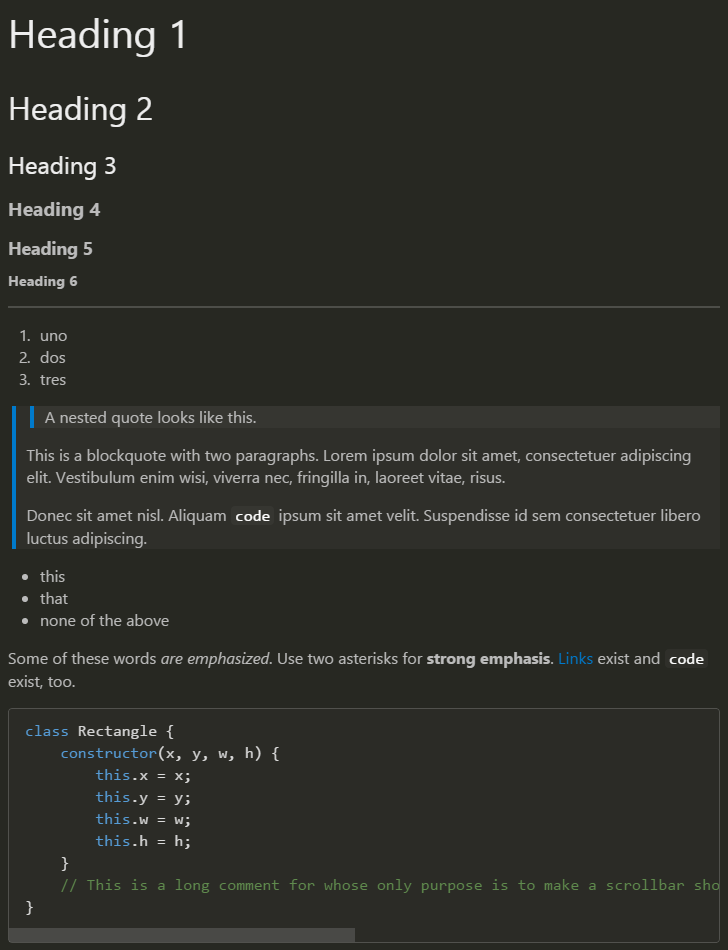 Heading 1
Heading 2
Heading 3
Heading 4
Heading 5
Heading 6
1. uno
2. dos
3. tres
A nested quote looks like this.
This is a blockquote with two paragraphs. Lorem ipsum dolor sit amet, consectetuer adipiscing
elit. Vestibulum enim wisi, viverra nec, fringilla in, laoreet vitae, risus.
Donec sit amet nisl. Aliquam code ipsum sit amet velit. Suspendisse id sem consectetuer libero
luctus adipiscing.
• this
• that
• none of the above
Some of these words are emphasized. Use two asterisks for strong emphasis. Links exist and code
exist, too.
class Rectangle {
    constructor(x, y, w, h) {
        this.x = x;
        this.y = y;
        this.w = w;
        this.h = h;
    }
    // This is a long comment for whose only purpose is to make a scrollbar sho
}